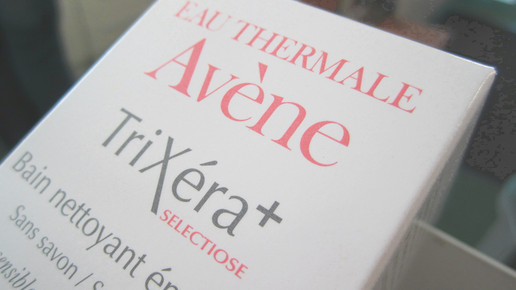 EAU THERMALE
Avène
TriXéra+
SELECTIOSE
Bain nettoyant
Sans savon /